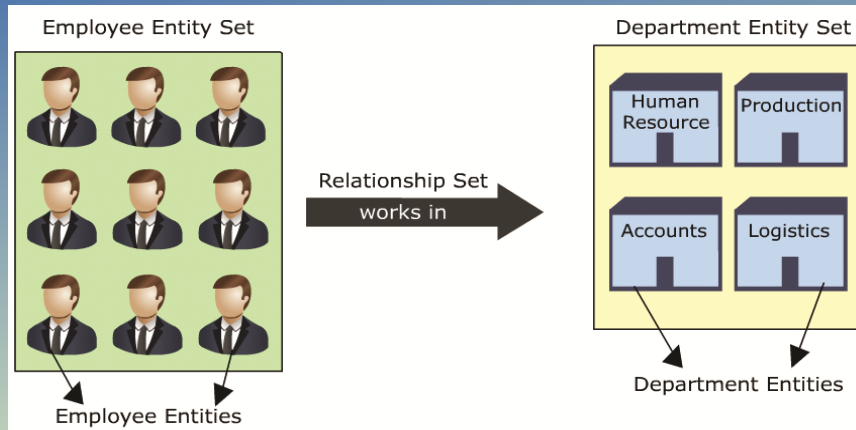 Employee Entity Set
Department Entity Set
Human
Resource
Production
Relationship Set
works in
Accounts
Logistics
Department Entities
Employee Entities